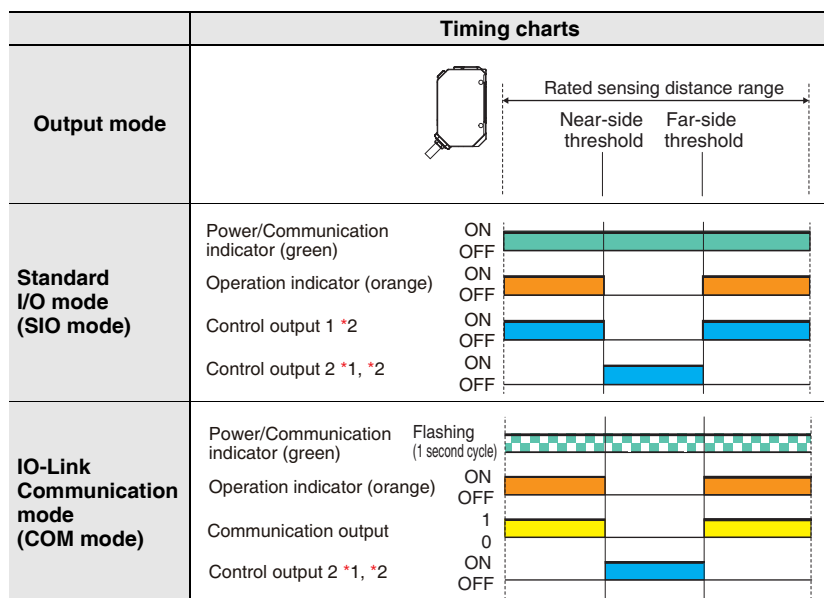 Timing charts
Output mode
Rated sensing distance range
Near-side
threshold
Far-side
threshold
Standard
I/O mode
(SIO mode)
Power/Communication
indicator (green)
ON
OFF
Operation indicator (orange)
ON
OFF
Control output 1 *2
ON
OFF
Control output 2 *1, *2
ON
OFF
IO-Link
Communication
mode
(COM mode)
Power/Communication
indicator (green)
Flashing
(1 second cycle)
Operation indicator (orange)
ON
OFF
Communication output
1
0
Control output 2 *1, *2
ON
OFF